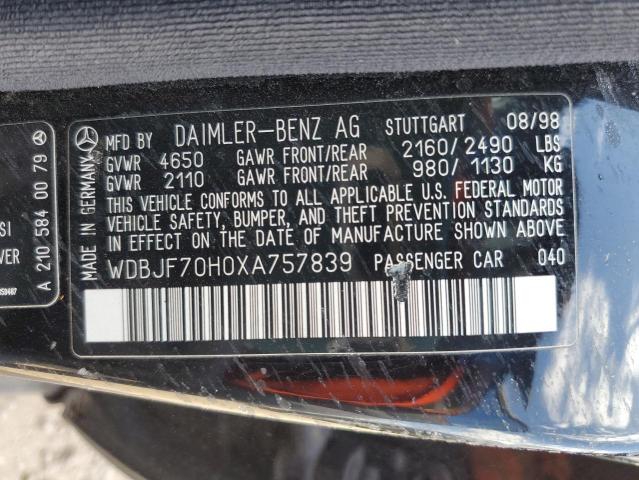 MFD BY DAIMLER-BENZ AG STUTTGART 08/98
GVWR 4650 GAWR FRONT/REAR 2160/2490 LBS
GVWR 2110 GAWR FRONT/REAR 980/1130 KG
THIS VEHICLE CONFORMS TO ALL APPLICABLE U.S. FEDERAL MOTOR
VEHICLE SAFETY, BUMPER, AND THEFT PREVENTION STANDARDS
IN EFFECT ON THE DATE OF MANUFACTURE SHOWN ABOVE.
WDBJF70H0XA757839 PASSENGER CAR 040
MADE IN GERMANY
A 210 584 00 79
SI
VER